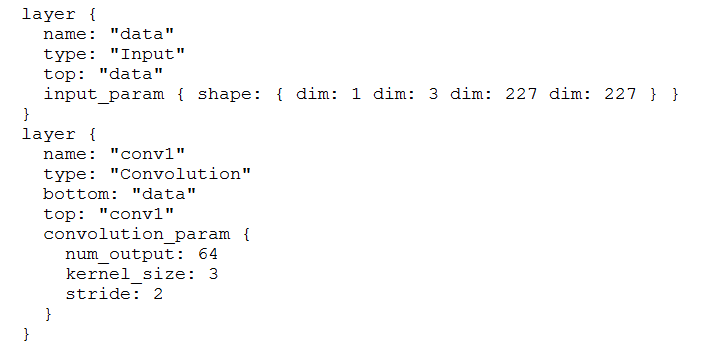 layer {
  name: "data"
  type: "Input"
  top: "data"
  input_param { shape: { dim: 1 dim: 3 dim: 227 dim: 227 } }
}
layer {
  name: "conv1"
  type: "Convolution"
  bottom: "data"
  top: "conv1"
  convolution_param {
    num_output: 64
    kernel_size: 3
    stride: 2
  }
}